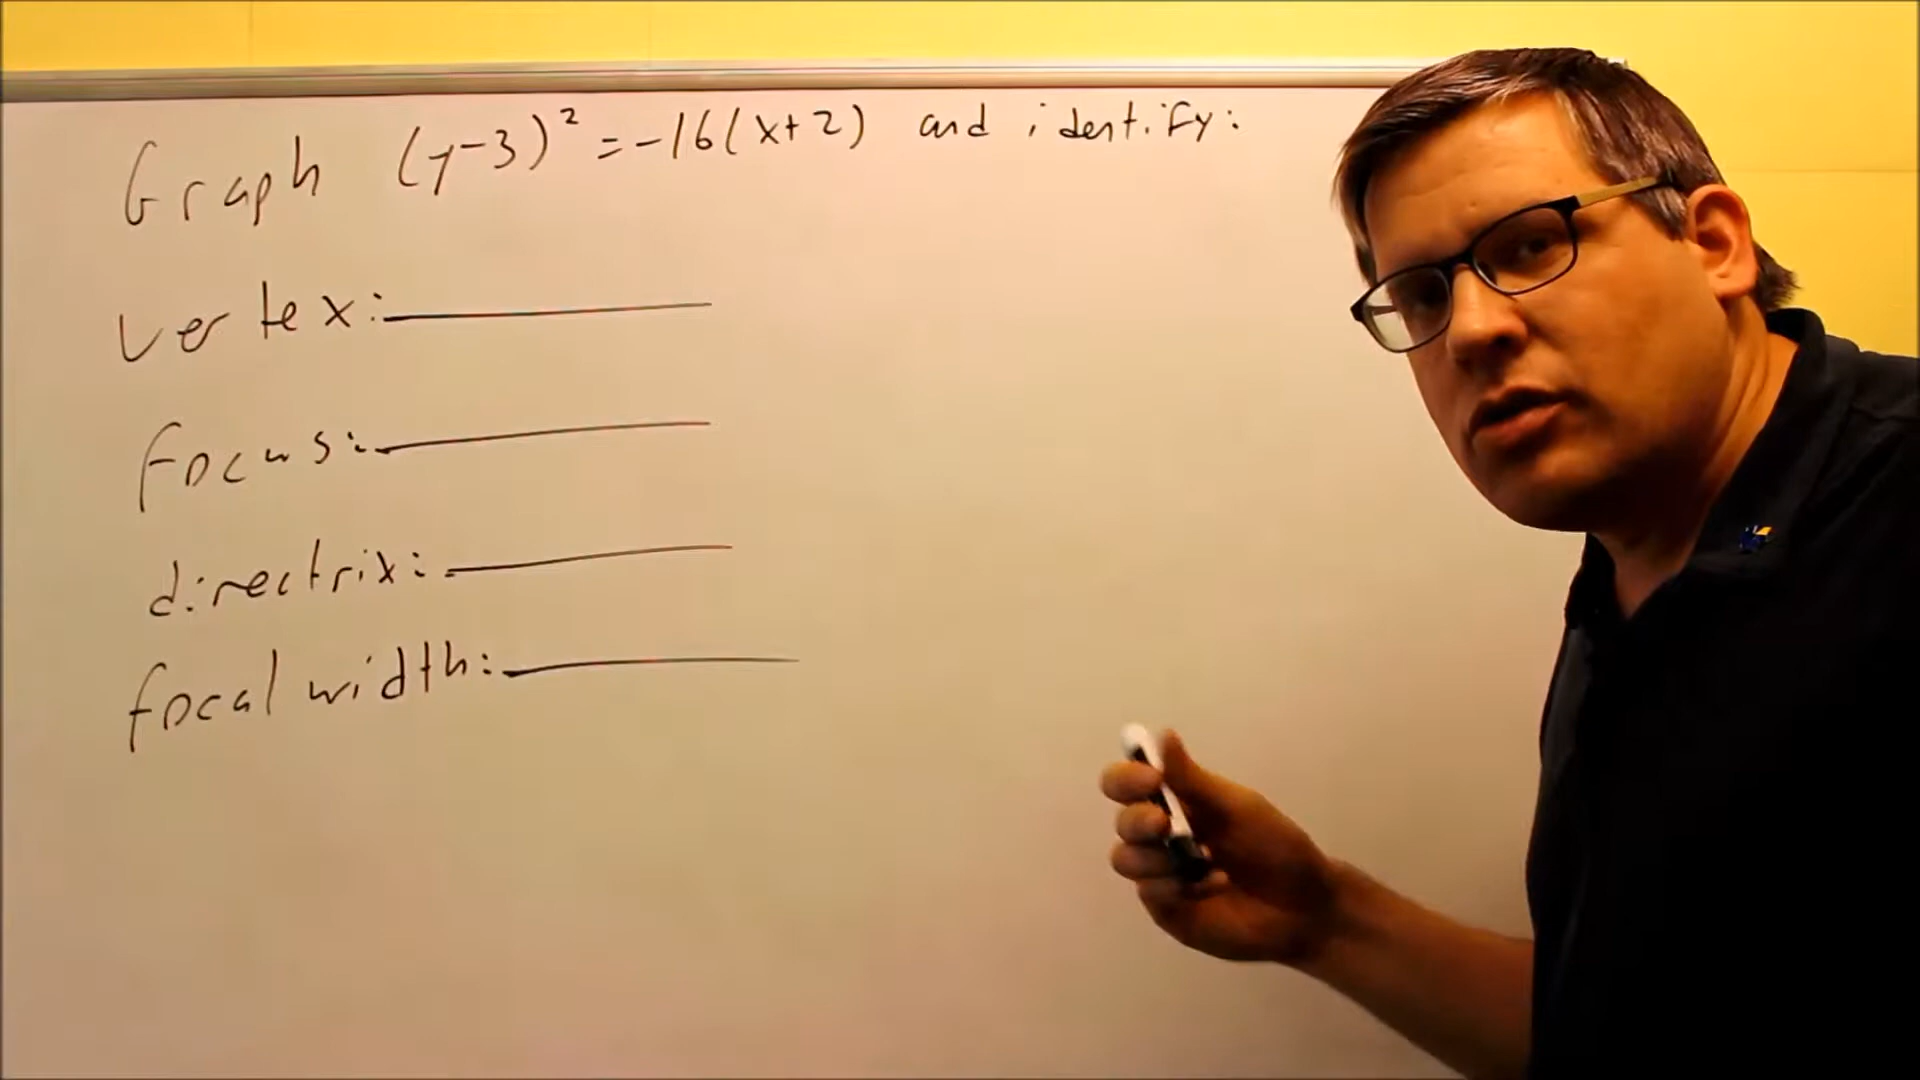 Graph (y-3)² = -16(x+2) and identify:
vertex:
focus:
directrix:
focal width: